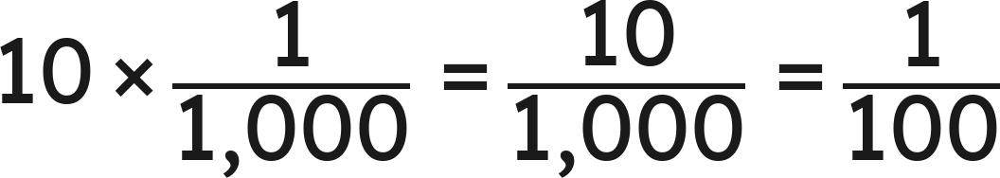 10 × 1/1,000 = 10/1,000 = 1/100